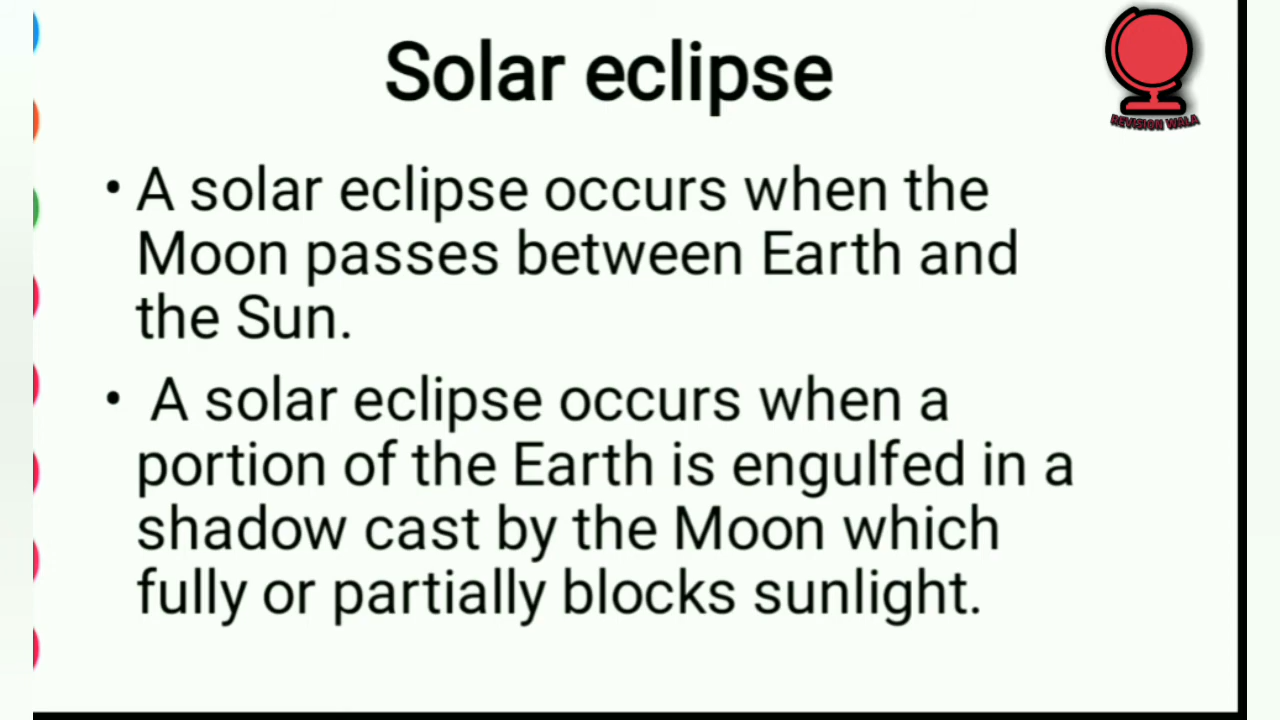 Solar eclipse
REVISION WALA
• A solar eclipse occurs when the
Moon passes between Earth and
the Sun.
• A solar eclipse occurs when a
portion of the Earth is engulfed in a
shadow cast by the Moon which
fully or partially blocks sunlight.